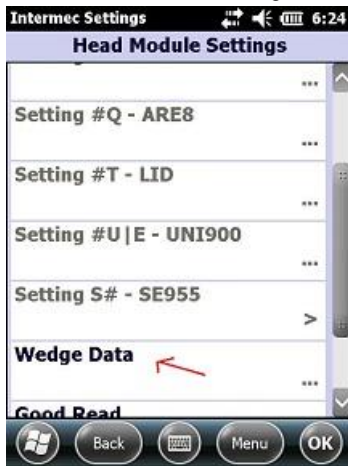 Intermec Settings 6:24
Head Module Settings
...
Setting #Q - ARE8
...
Setting #T - LID
...
Setting #U|E - UNI900
...
Setting S# - SE955
>
Wedge Data
...
Good Read
Back Menu OK